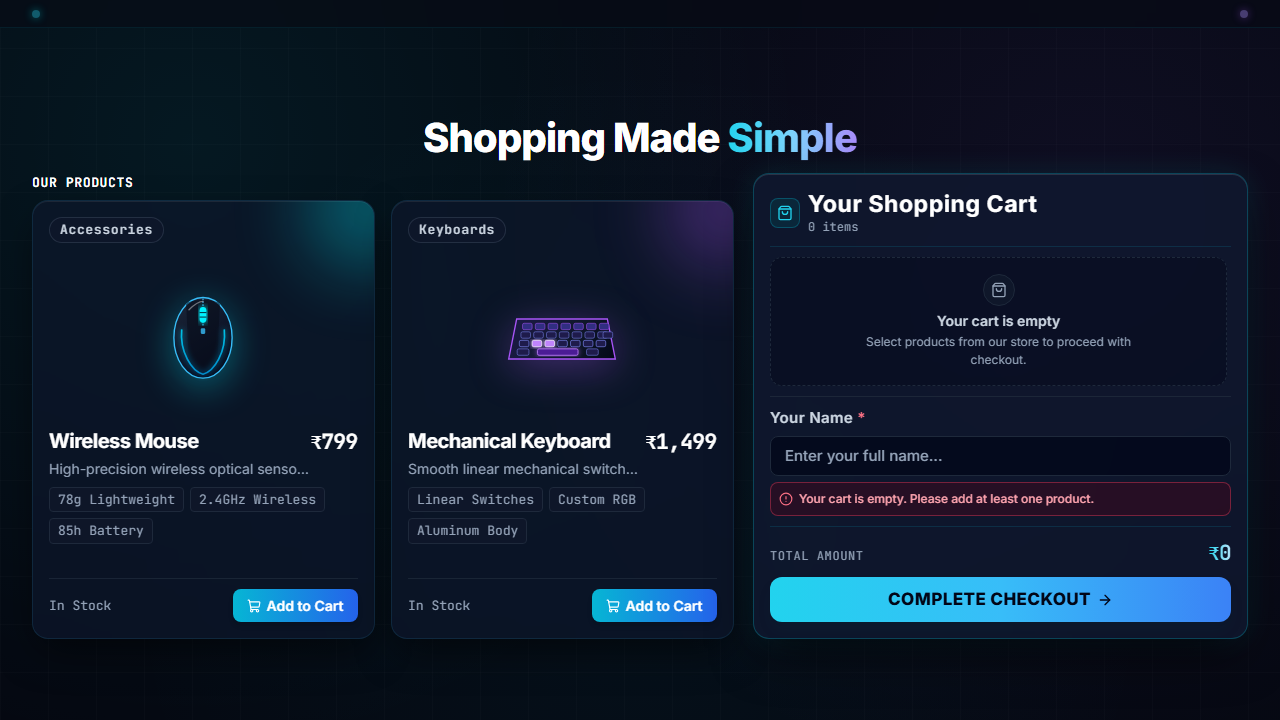 Shopping Made Simple
OUR PRODUCTS
Accessories
Wireless Mouse
₹799
High-precision wireless optical senso...
78g Lightweight
2.4GHz Wireless
85h Battery
In Stock
Add to Cart
Keyboards
Mechanical Keyboard
₹1,499
Smooth linear mechanical switch...
Linear Switches
Custom RGB
Aluminum Body
In Stock
Add to Cart
Your Shopping Cart
0 items
Your cart is empty
Select products from our store to proceed with
checkout.
Your Name *
Enter your full name...
Your cart is empty. Please add at least one product.
TOTAL AMOUNT
₹0
COMPLETE CHECKOUT →